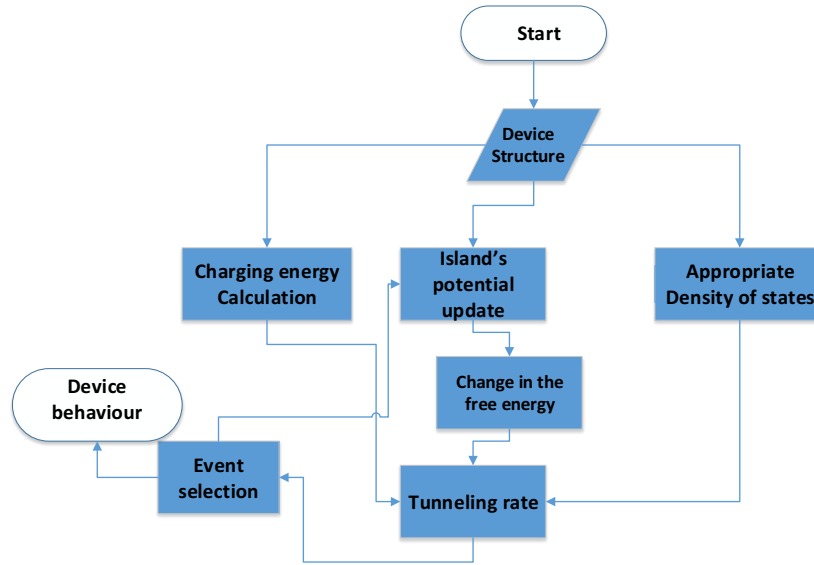 Start
Device
Structure
Charging energy
Calculation
Island's
potential
update
Appropriate
Density of states
Change in the
free energy
Device
behaviour
Event
selection
Tunneling rate